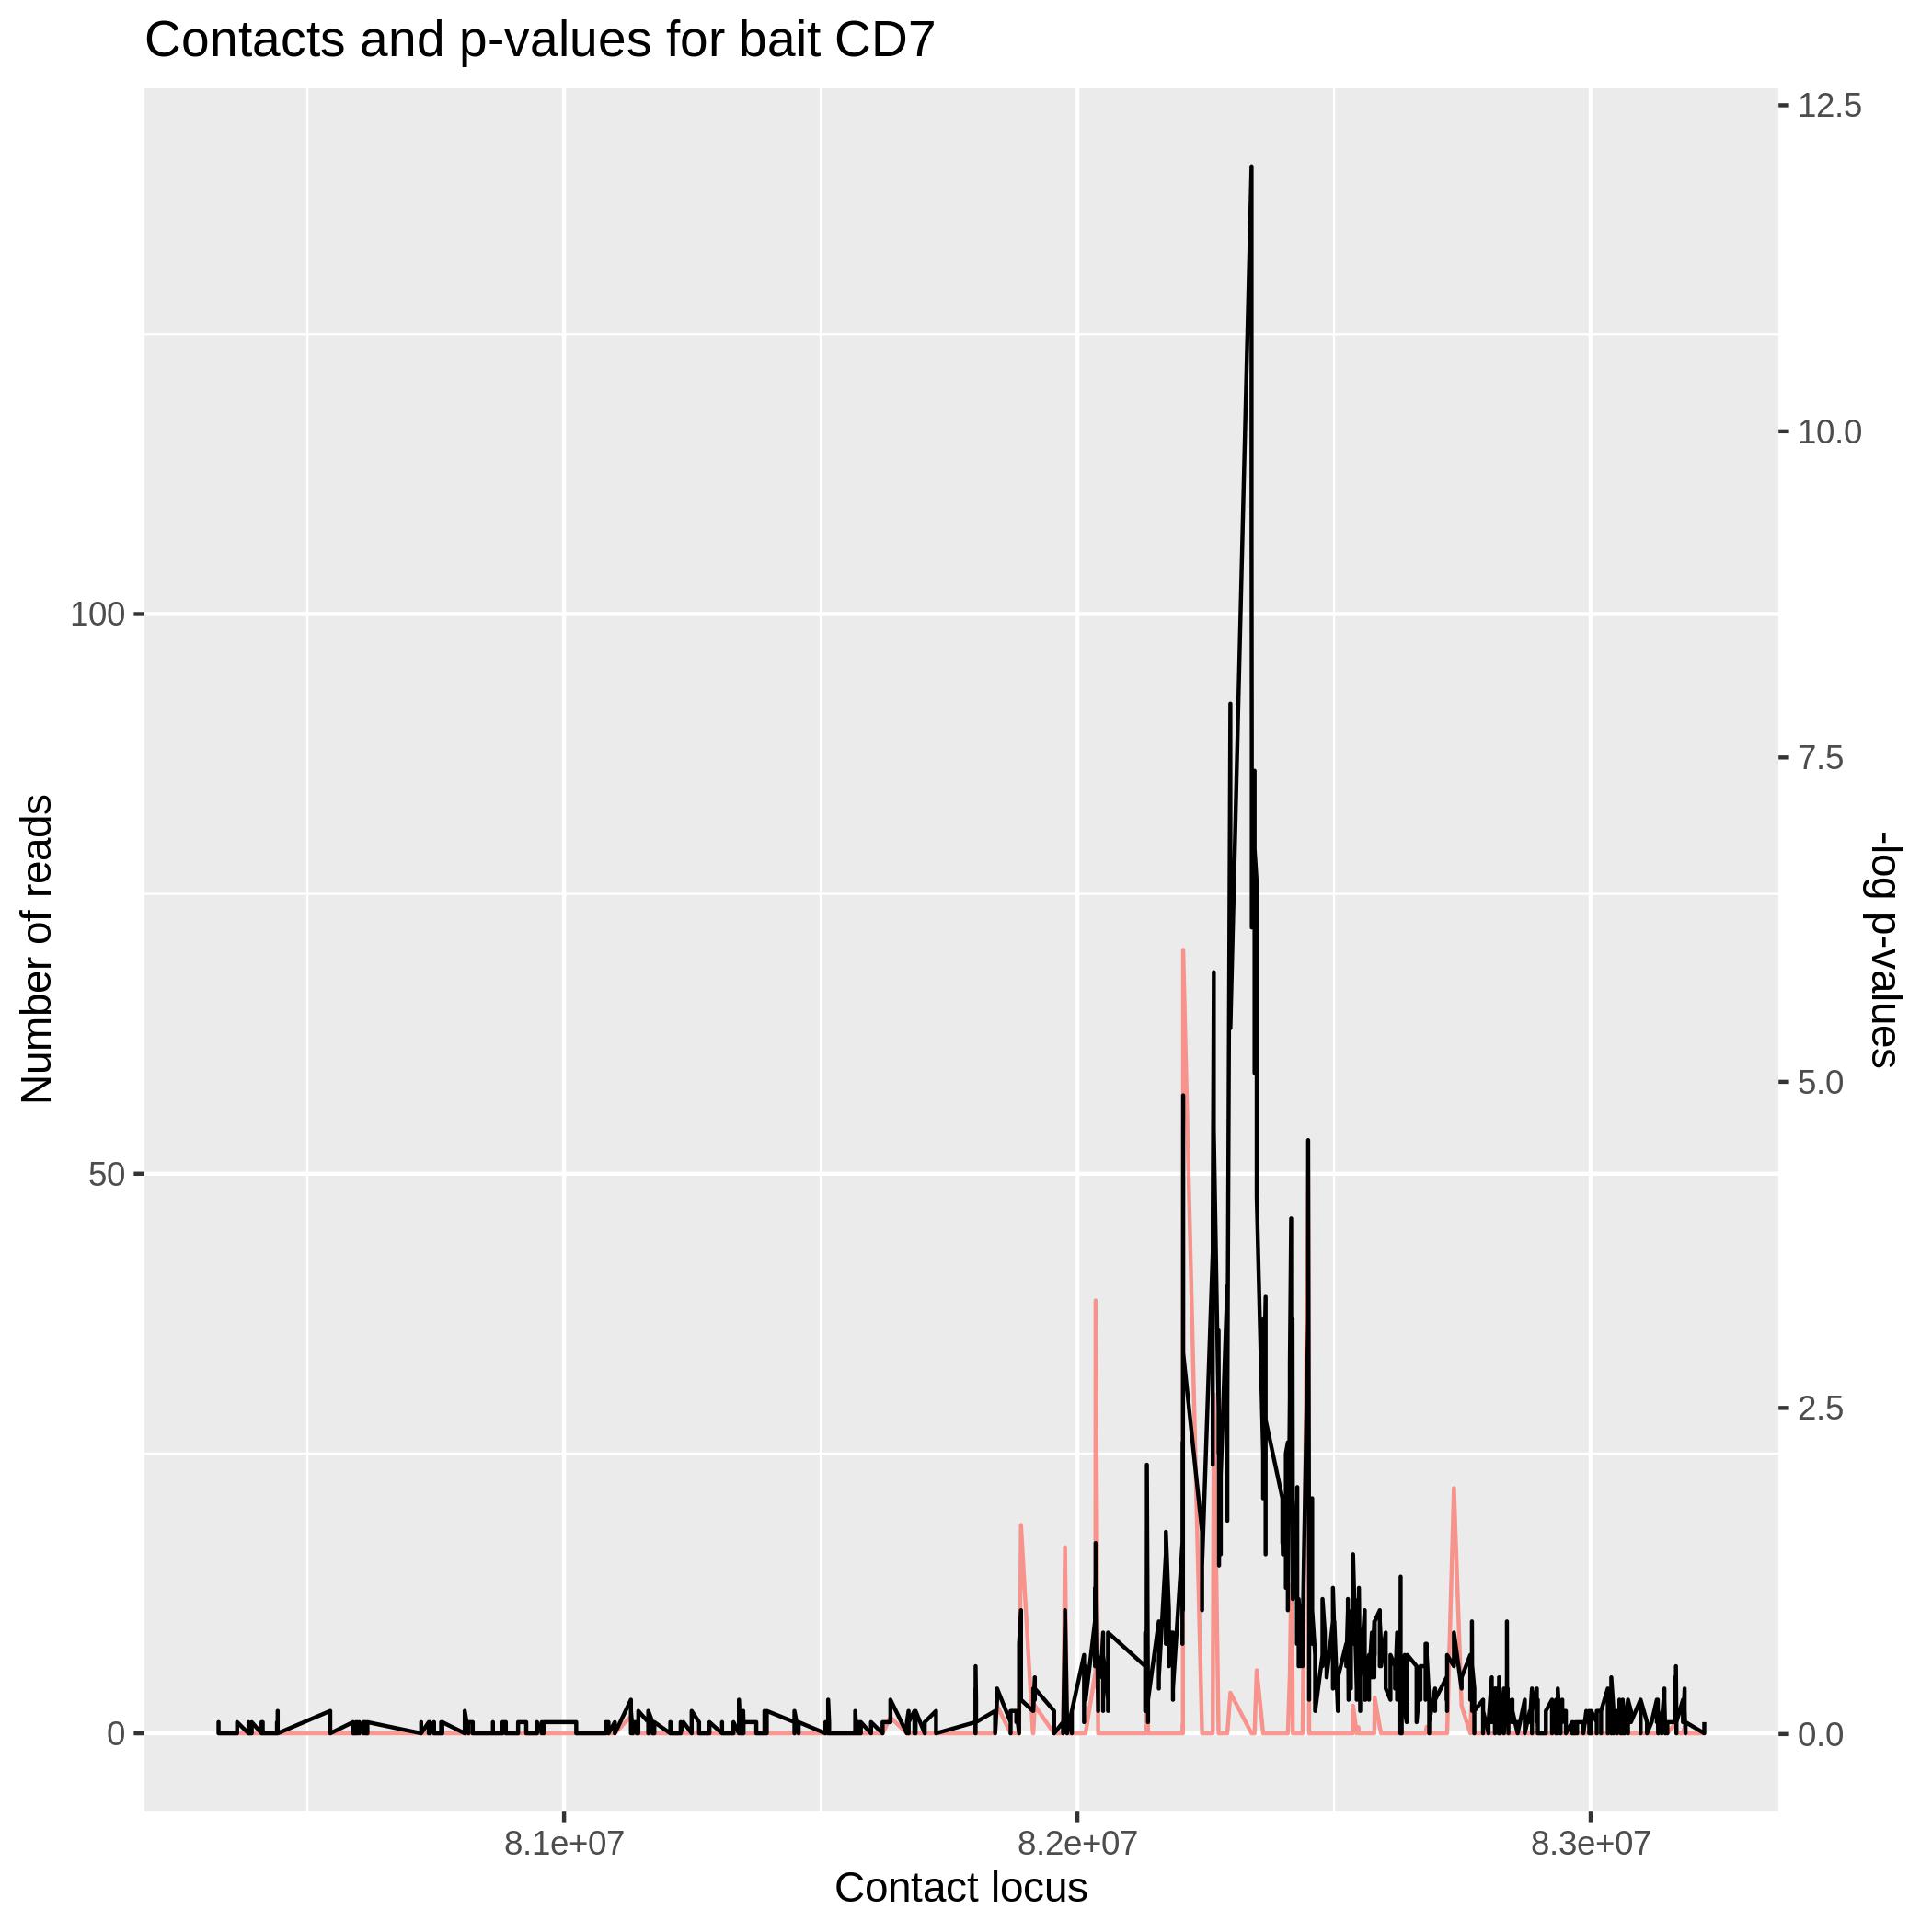 Contacts and p-values for bait CD7
12.5
10.0
100
7.5
Number of reads
-log p-values
5.0
50
2.5
0
0.0
8.1e+07
8.2e+07
8.3e+07
Contact locus